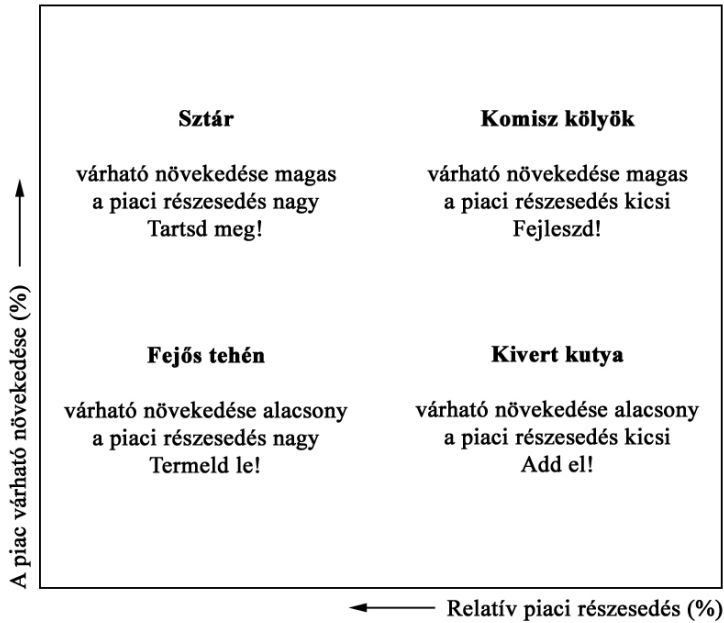 Sztár
várható növekedése magas
a piaci részesedés nagy
Tartsd meg!
Komisz kölyök
várható növekedése magas
a piaci részesedés kicsi
Fejleszd!
Fejős tehén
várható növekedése alacsony
a piaci részesedés nagy
Termeld le!
Kivert kutya
várható növekedése alacsony
a piaci részesedés kicsi
Add el!
A piac várható növekedése (%)
Relatív piaci részesedés (%)